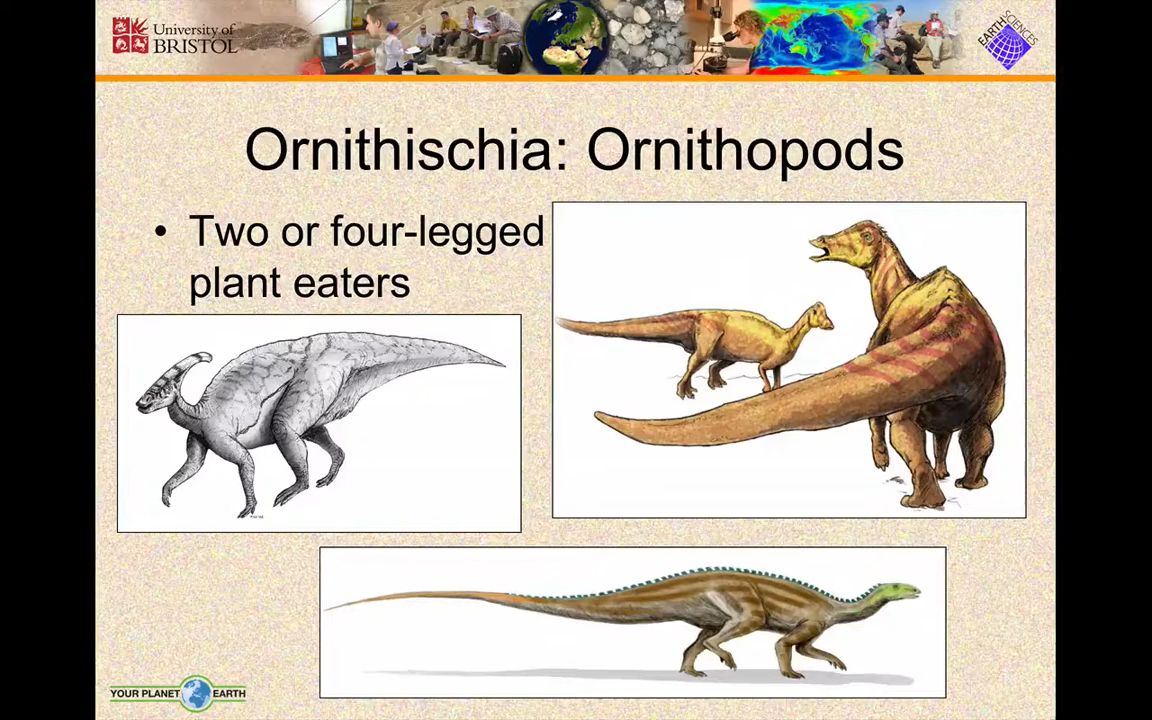 University of
BRISTOL
EARTH SCIENCES
Ornithischia: Ornithopods
• Two or four-legged
plant eaters
YOUR PLANET EARTH